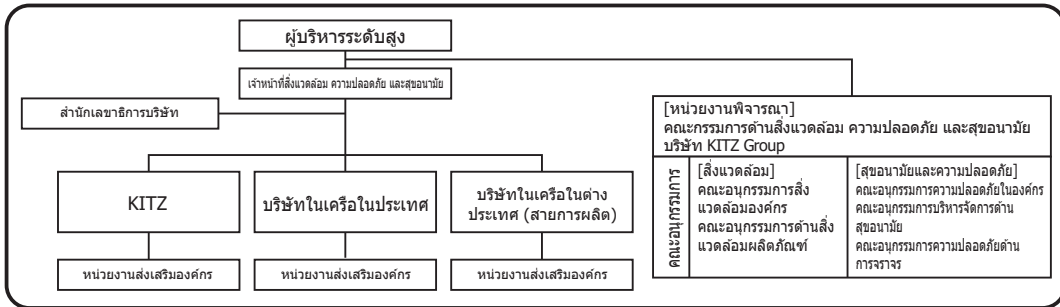 ผู้บริหารระดับสูง
เจ้าหน้าที่สิ่งแวดล้อม ความปลอดภัย และสุขอนามัย
สำนักเลขาธิการบริษัท
[หน่วยงานพิจารณา]
คณะกรรมการด้านสิ่งแวดล้อม ความปลอดภัย และสุขอนามัย
บริษัท KITZ Group
KITZ
บริษัทในเครือในประเทศ
บริษัทในเครือในต่าง
ประเทศ (สายการผลิต)
คณะอนุกรรมการ
[สิ่งแวดล้อม]
คณะอนุกรรมการสิ่ง
แวดล้อมองค์กร
คณะอนุกรรมการด้านสิ่ง
แวดล้อมผลิตภัณฑ์
[สุขอนามัยและความปลอดภัย]
คณะอนุกรรมการความปลอดภัยในองค์กร
คณะอนุกรรมการบริหารจัดการด้าน
สุขอนามัย
คณะอนุกรรมการความปลอดภัยด้าน
การจราจร
หน่วยงานส่งเสริมองค์กร
หน่วยงานส่งเสริมองค์กร
หน่วยงานส่งเสริมองค์กร